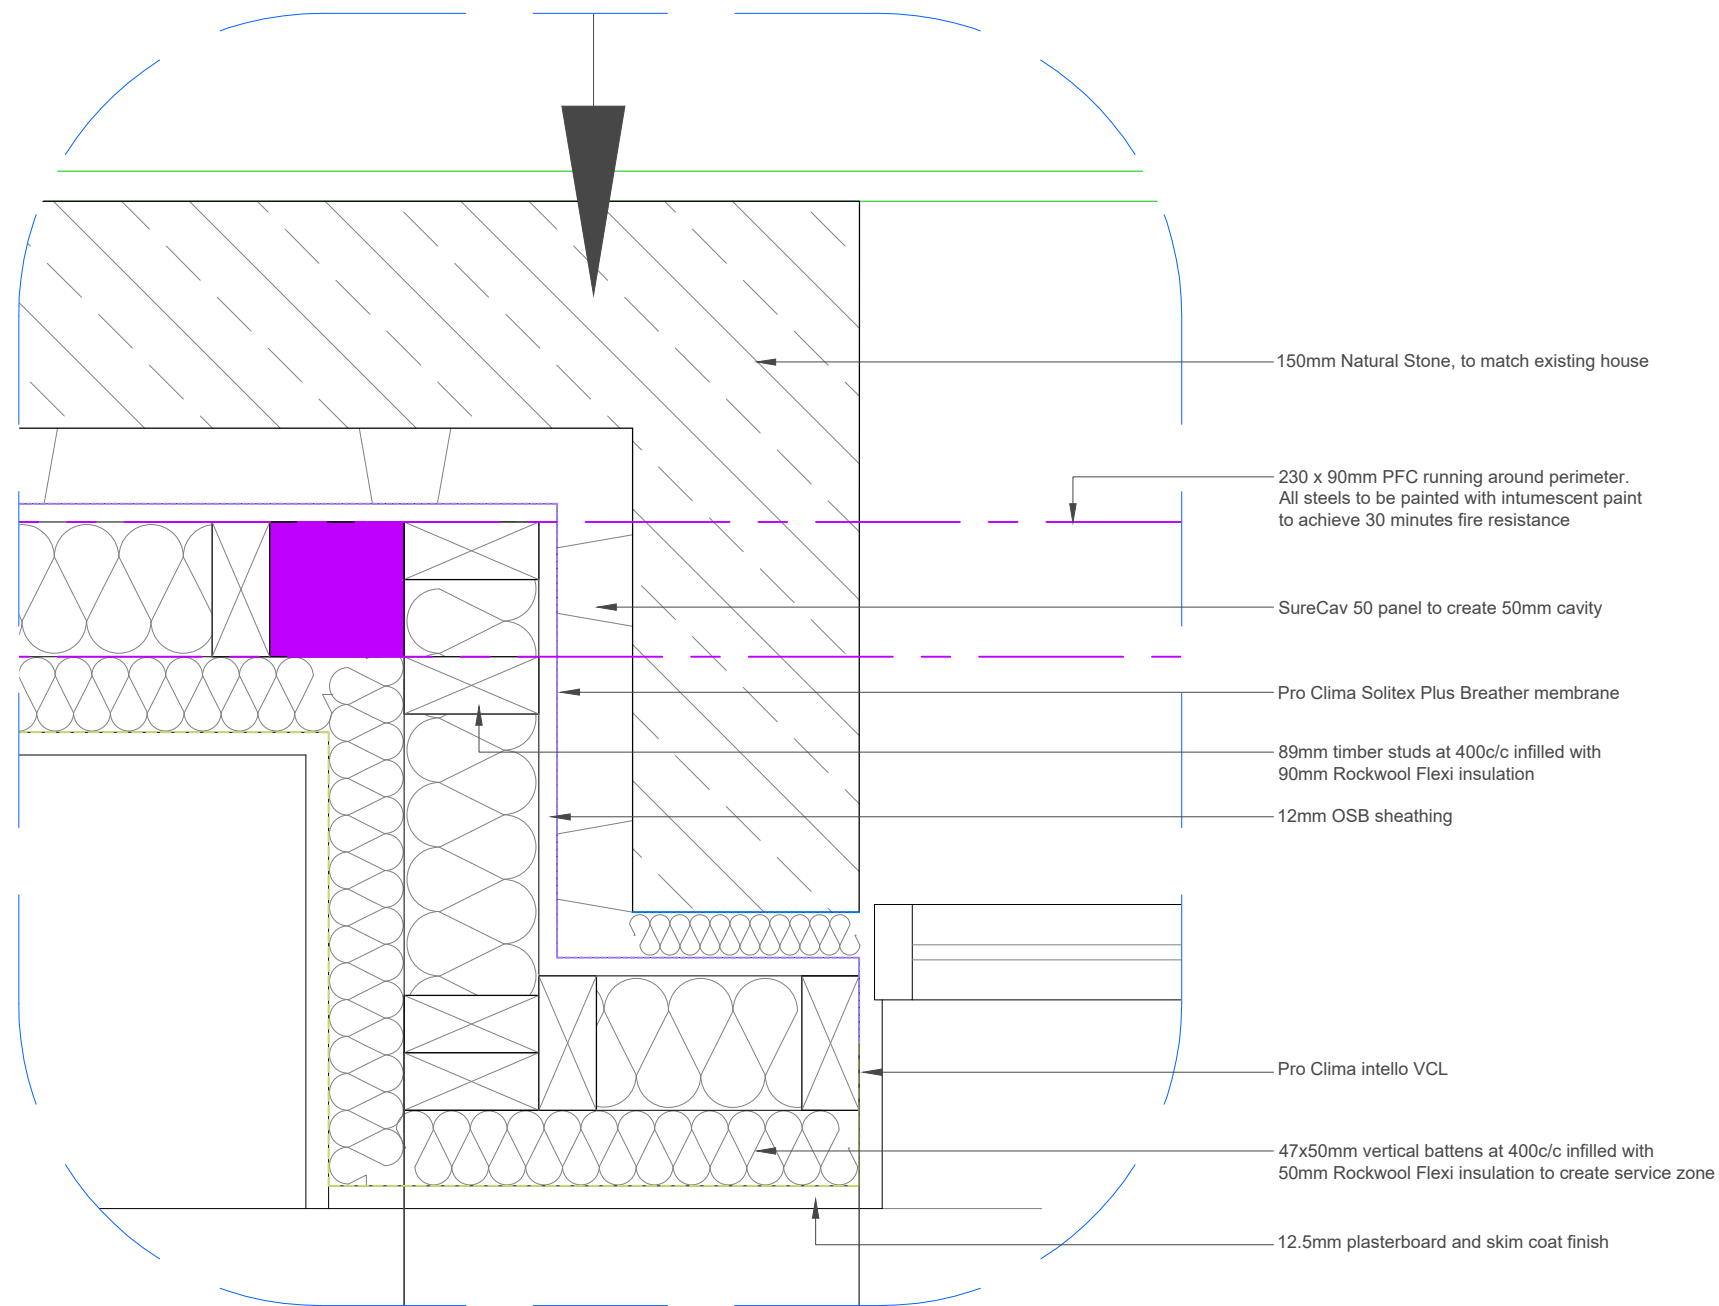 150mm Natural Stone, to match existing house
230 x 90mm PFC running around perimeter.
All steels to be painted with intumescent paint
to achieve 30 minutes fire resistance
SureCav 50 panel to create 50mm cavity
Pro Clima Solitex Plus Breather membrane
89mm timber studs at 400c/c infilled with
90mm Rockwool Flexi insulation
12mm OSB sheathing
Pro Clima intello VCL
47x50mm vertical battens at 400c/c infilled with
50mm Rockwool Flexi insulation to create service zone
12.5mm plasterboard and skim coat finish